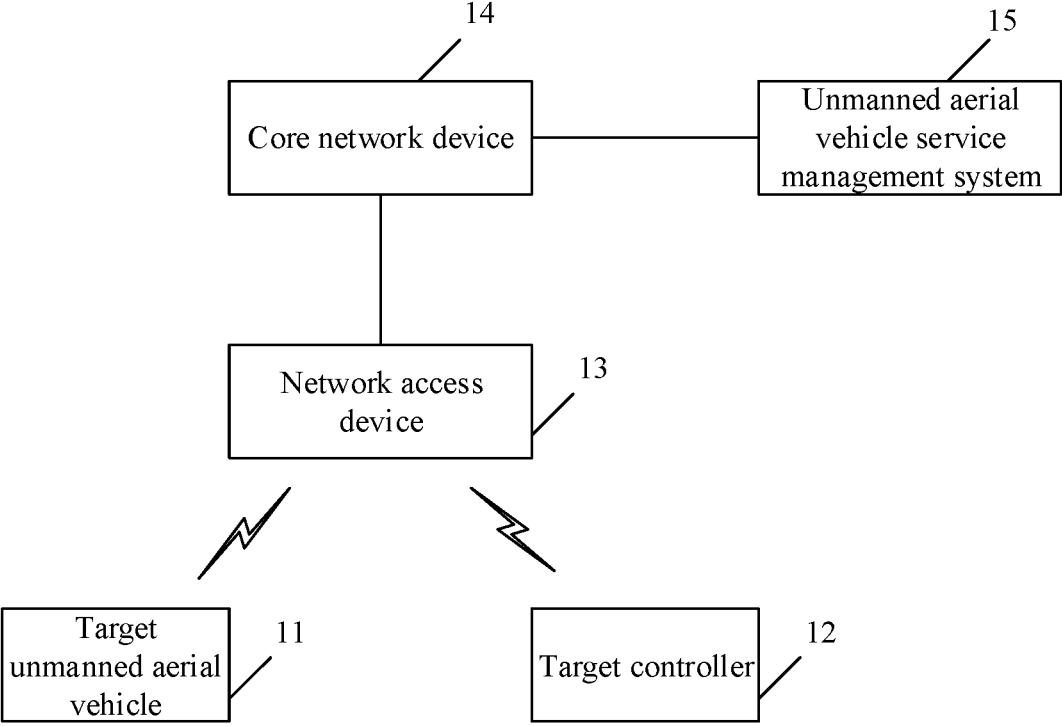 14
15
Core network device
Unmanned aerial
vehicle service
management system
Network access
device
13
Target
unmanned aerial
vehicle
11
Target controller
12